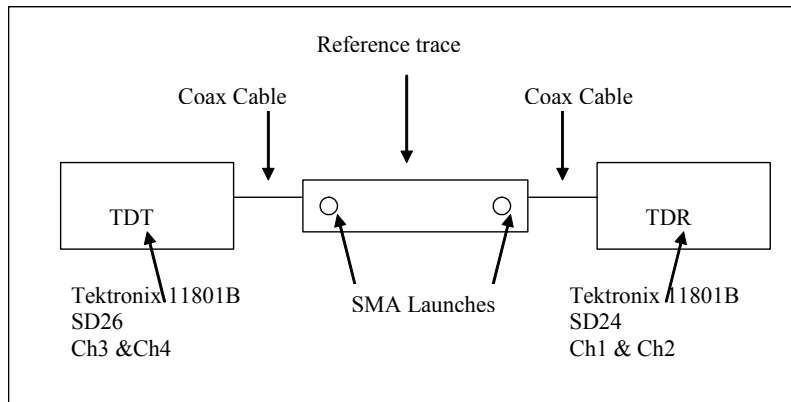 Reference trace
Coax Cable
Coax Cable
TDT
TDR
SMA Launches
Tektronix 11801B
SD26
Ch3 &Ch4
Tektronix 11801B
SD24
Ch1 & Ch2